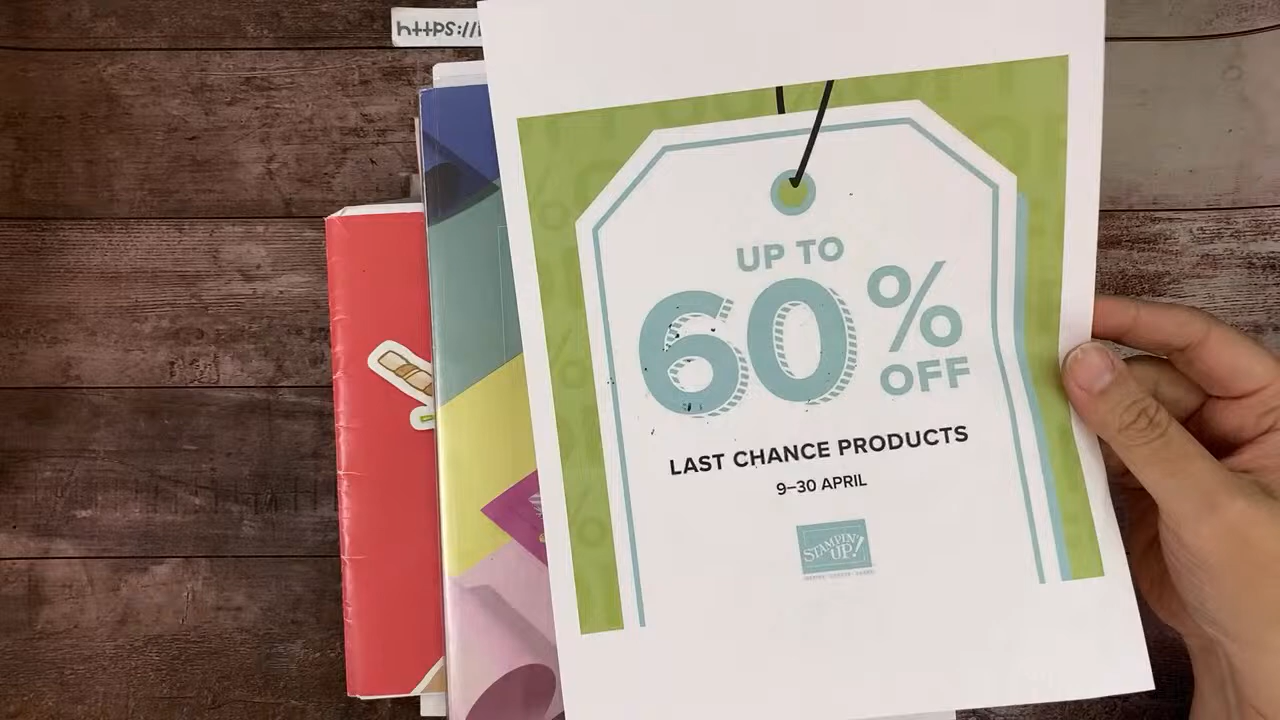 https://
UP TO
60%
OFF
LAST CHANCE PRODUCTS
9–30 APRIL
STAMPIN'
UP!